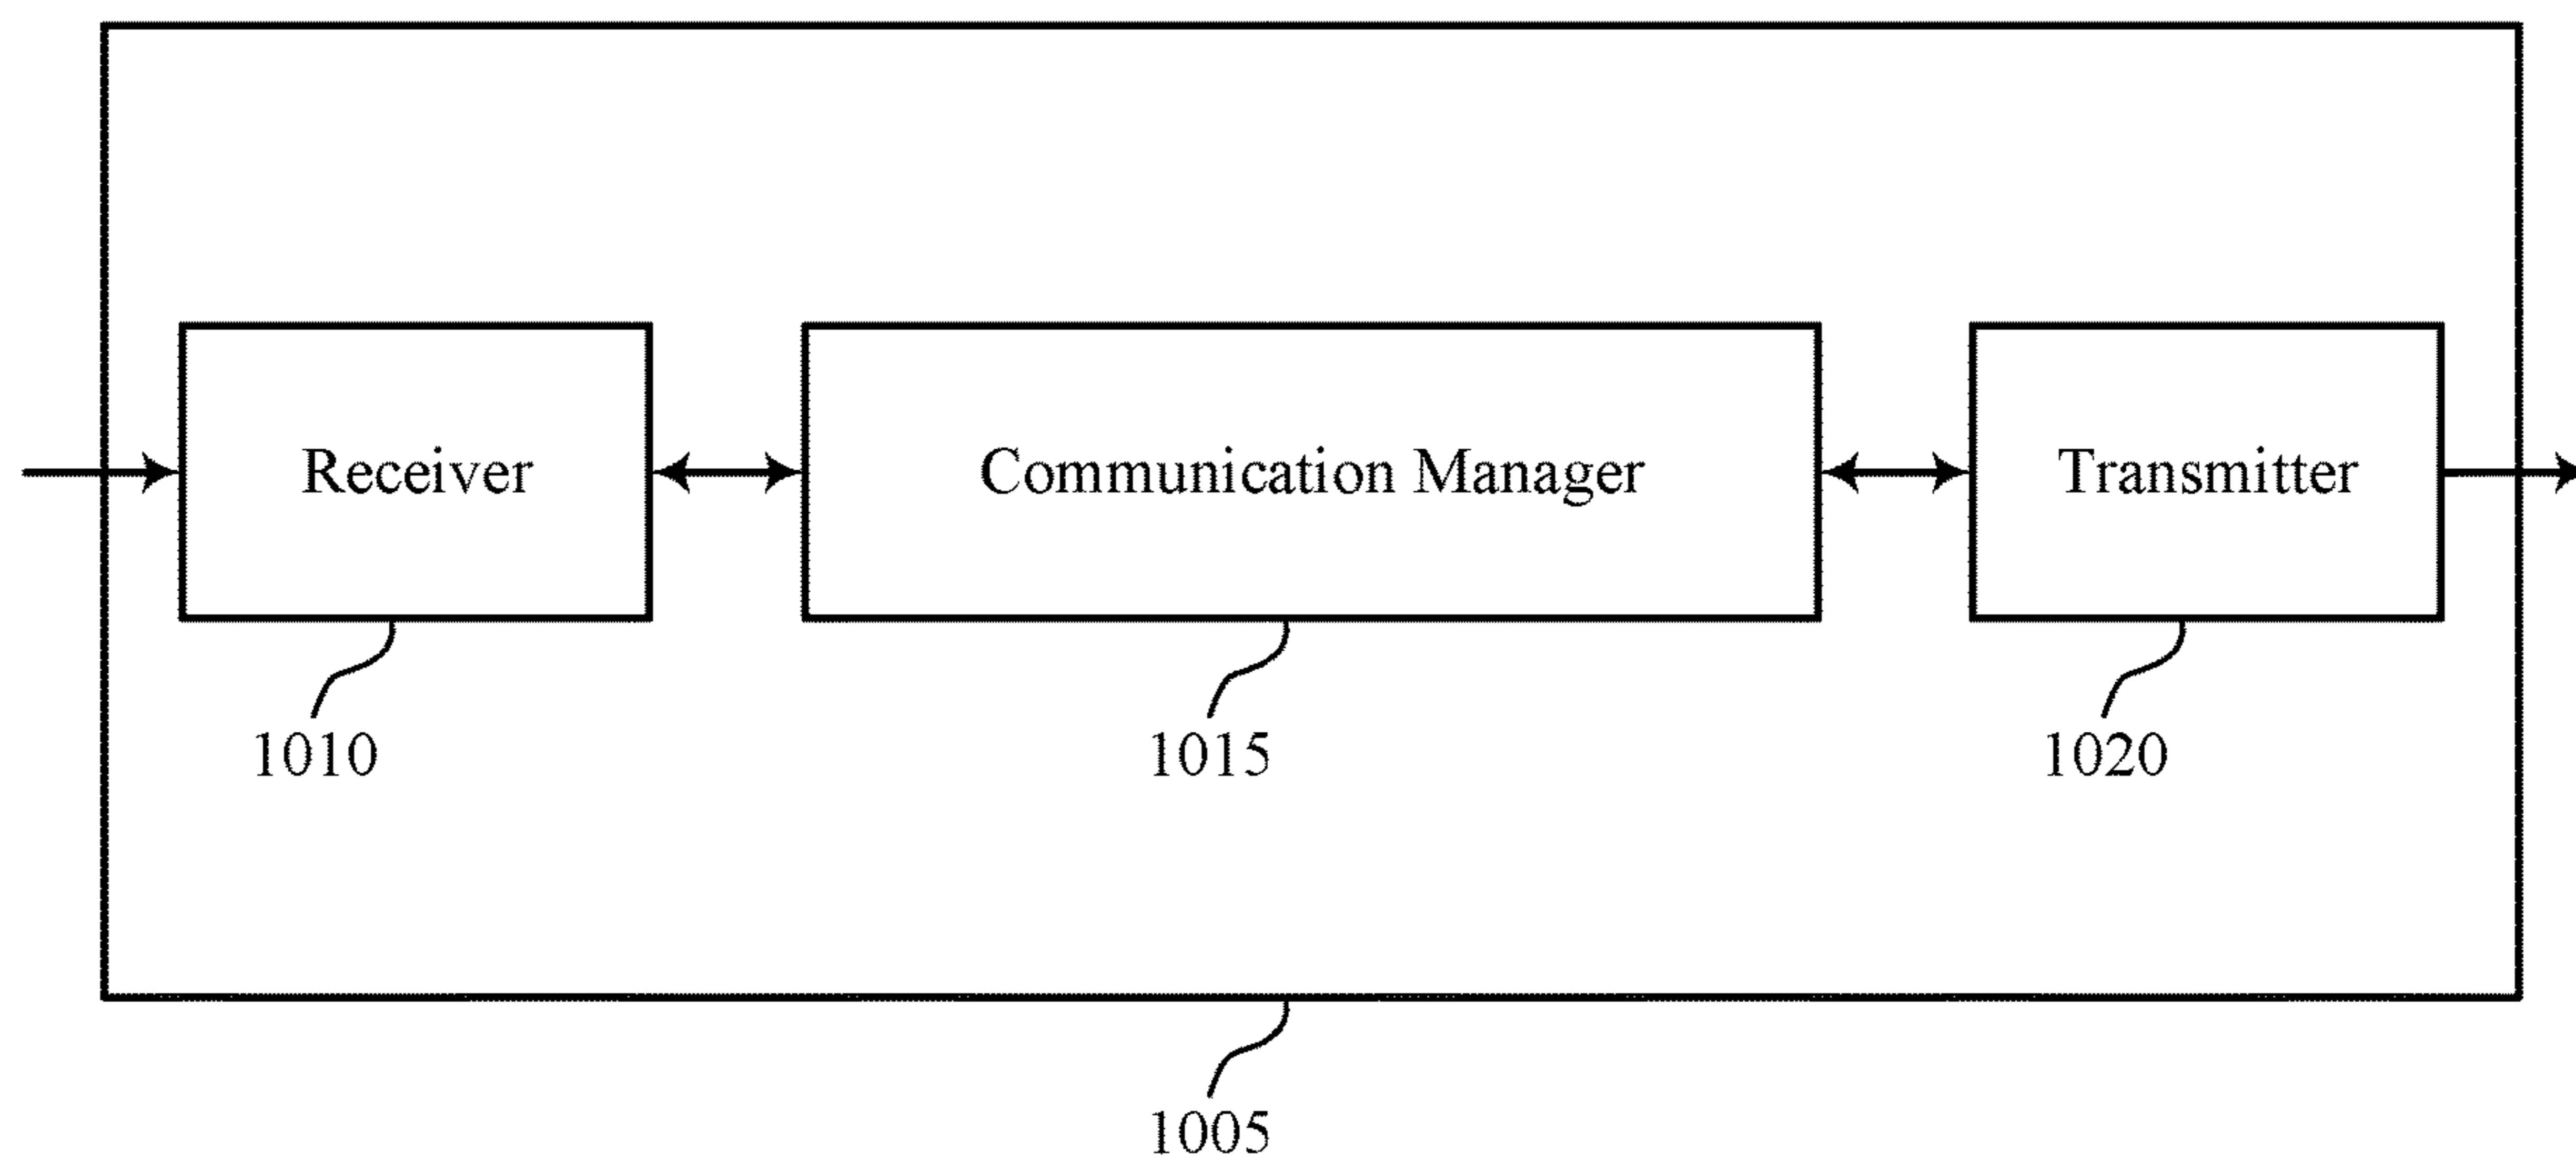 Receiver
Communication Manager
Transmitter
1010
1015
1020
1005